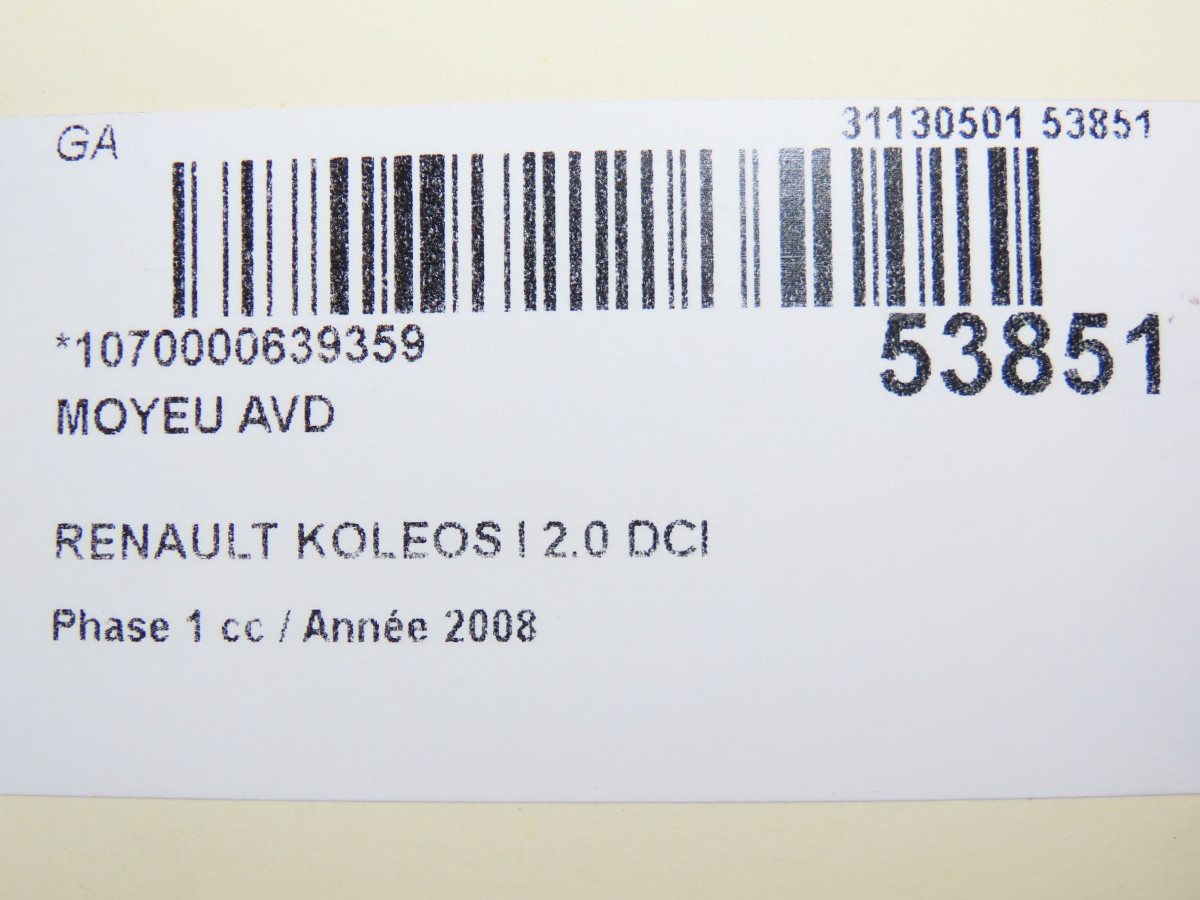 GA
31130501 53851
*1070000639359
53851
MOYEU AVD
RENAULT KOLEOS I 2.0 DCI
Phase 1 cc / Année 2008